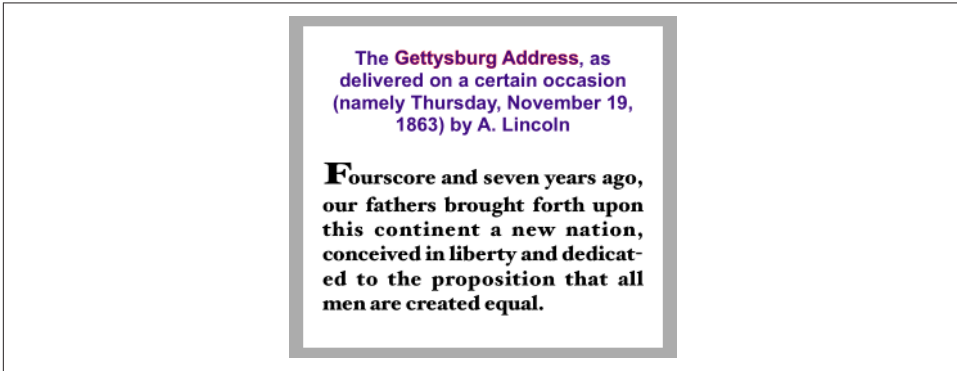 The Gettysburg Address, as
delivered on a certain occasion
(namely Thursday, November 19,
1863) by A. Lincoln
Fourscore and seven years ago,
our fathers brought forth upon
this continent a new nation,
conceived in liberty and dedicat-
ed to the proposition that all
men are created equal.